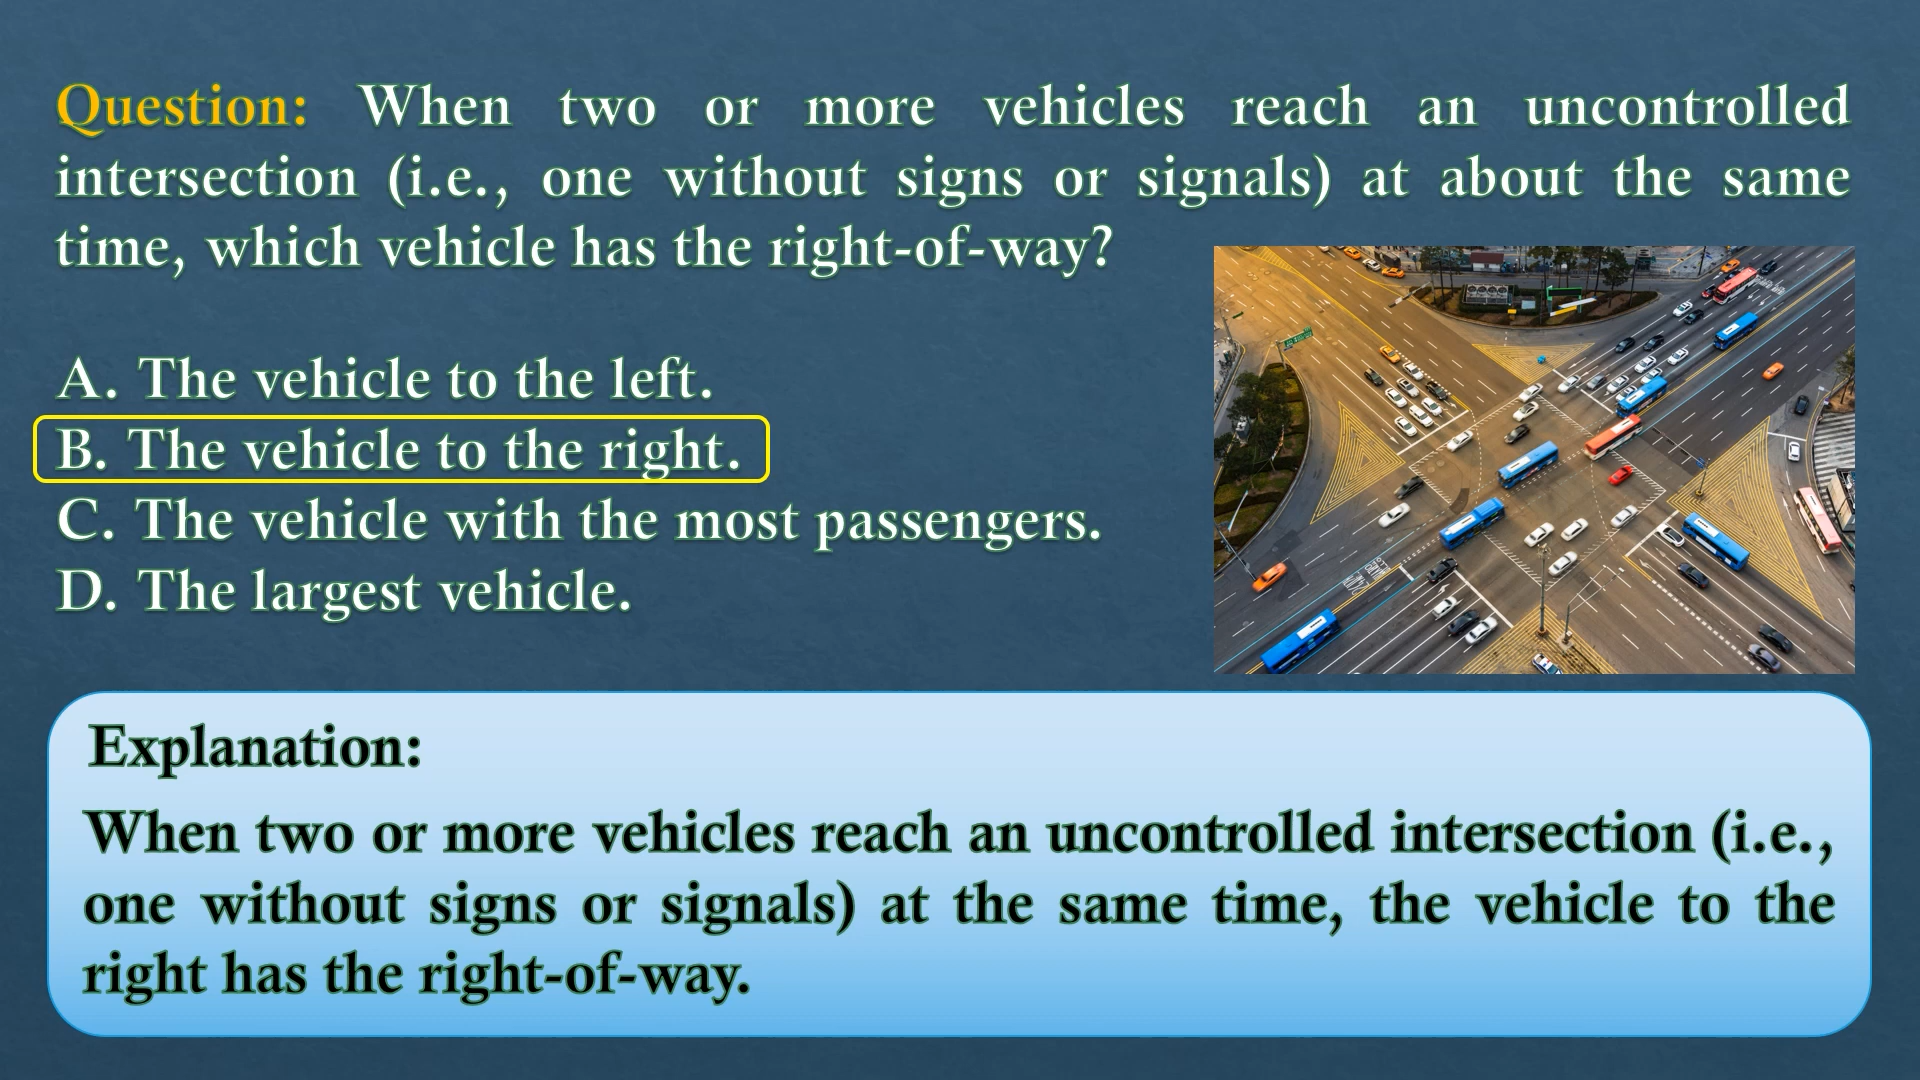 Question: When two or more vehicles reach an uncontrolled
intersection (i.e., one without signs or signals) at about the same
time, which vehicle has the right-of-way?
A. The vehicle to the left.
B. The vehicle to the right.
C. The vehicle with the most passengers.
D. The largest vehicle.
Explanation:
When two or more vehicles reach an uncontrolled intersection (i.e.,
one without signs or signals) at the same time, the vehicle to the
right has the right-of-way.